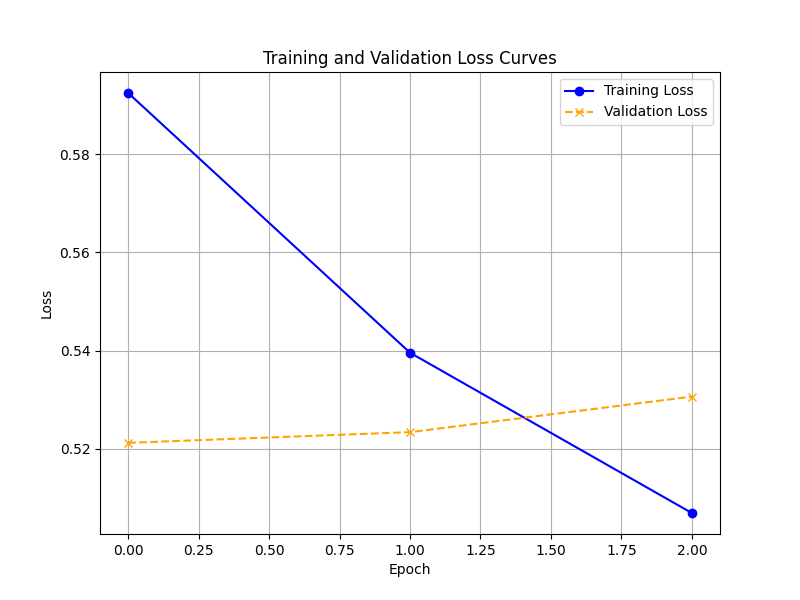 Training and Validation Loss Curves
Training Loss
Validation Loss
0.58
0.56
0.54
0.52
Loss
0.00 0.25 0.50 0.75 1.00 1.25 1.50 1.75 2.00
Epoch